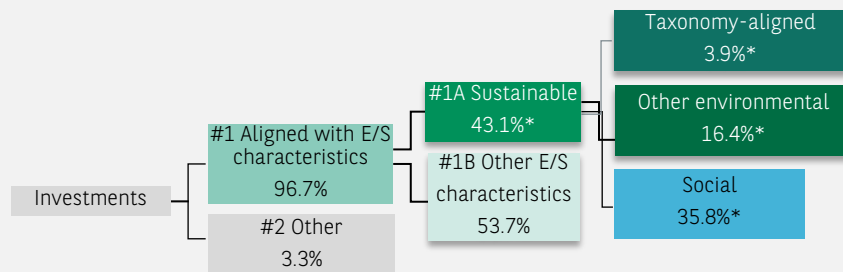 Investments
#1 Aligned with E/S
characteristics
96.7%
#2 Other
3.3%
#1A Sustainable
43.1%*
#1B Other E/S
characteristics
53.7%
Taxonomy-aligned
3.9%*
Other environmental
16.4%*
Social
35.8%*